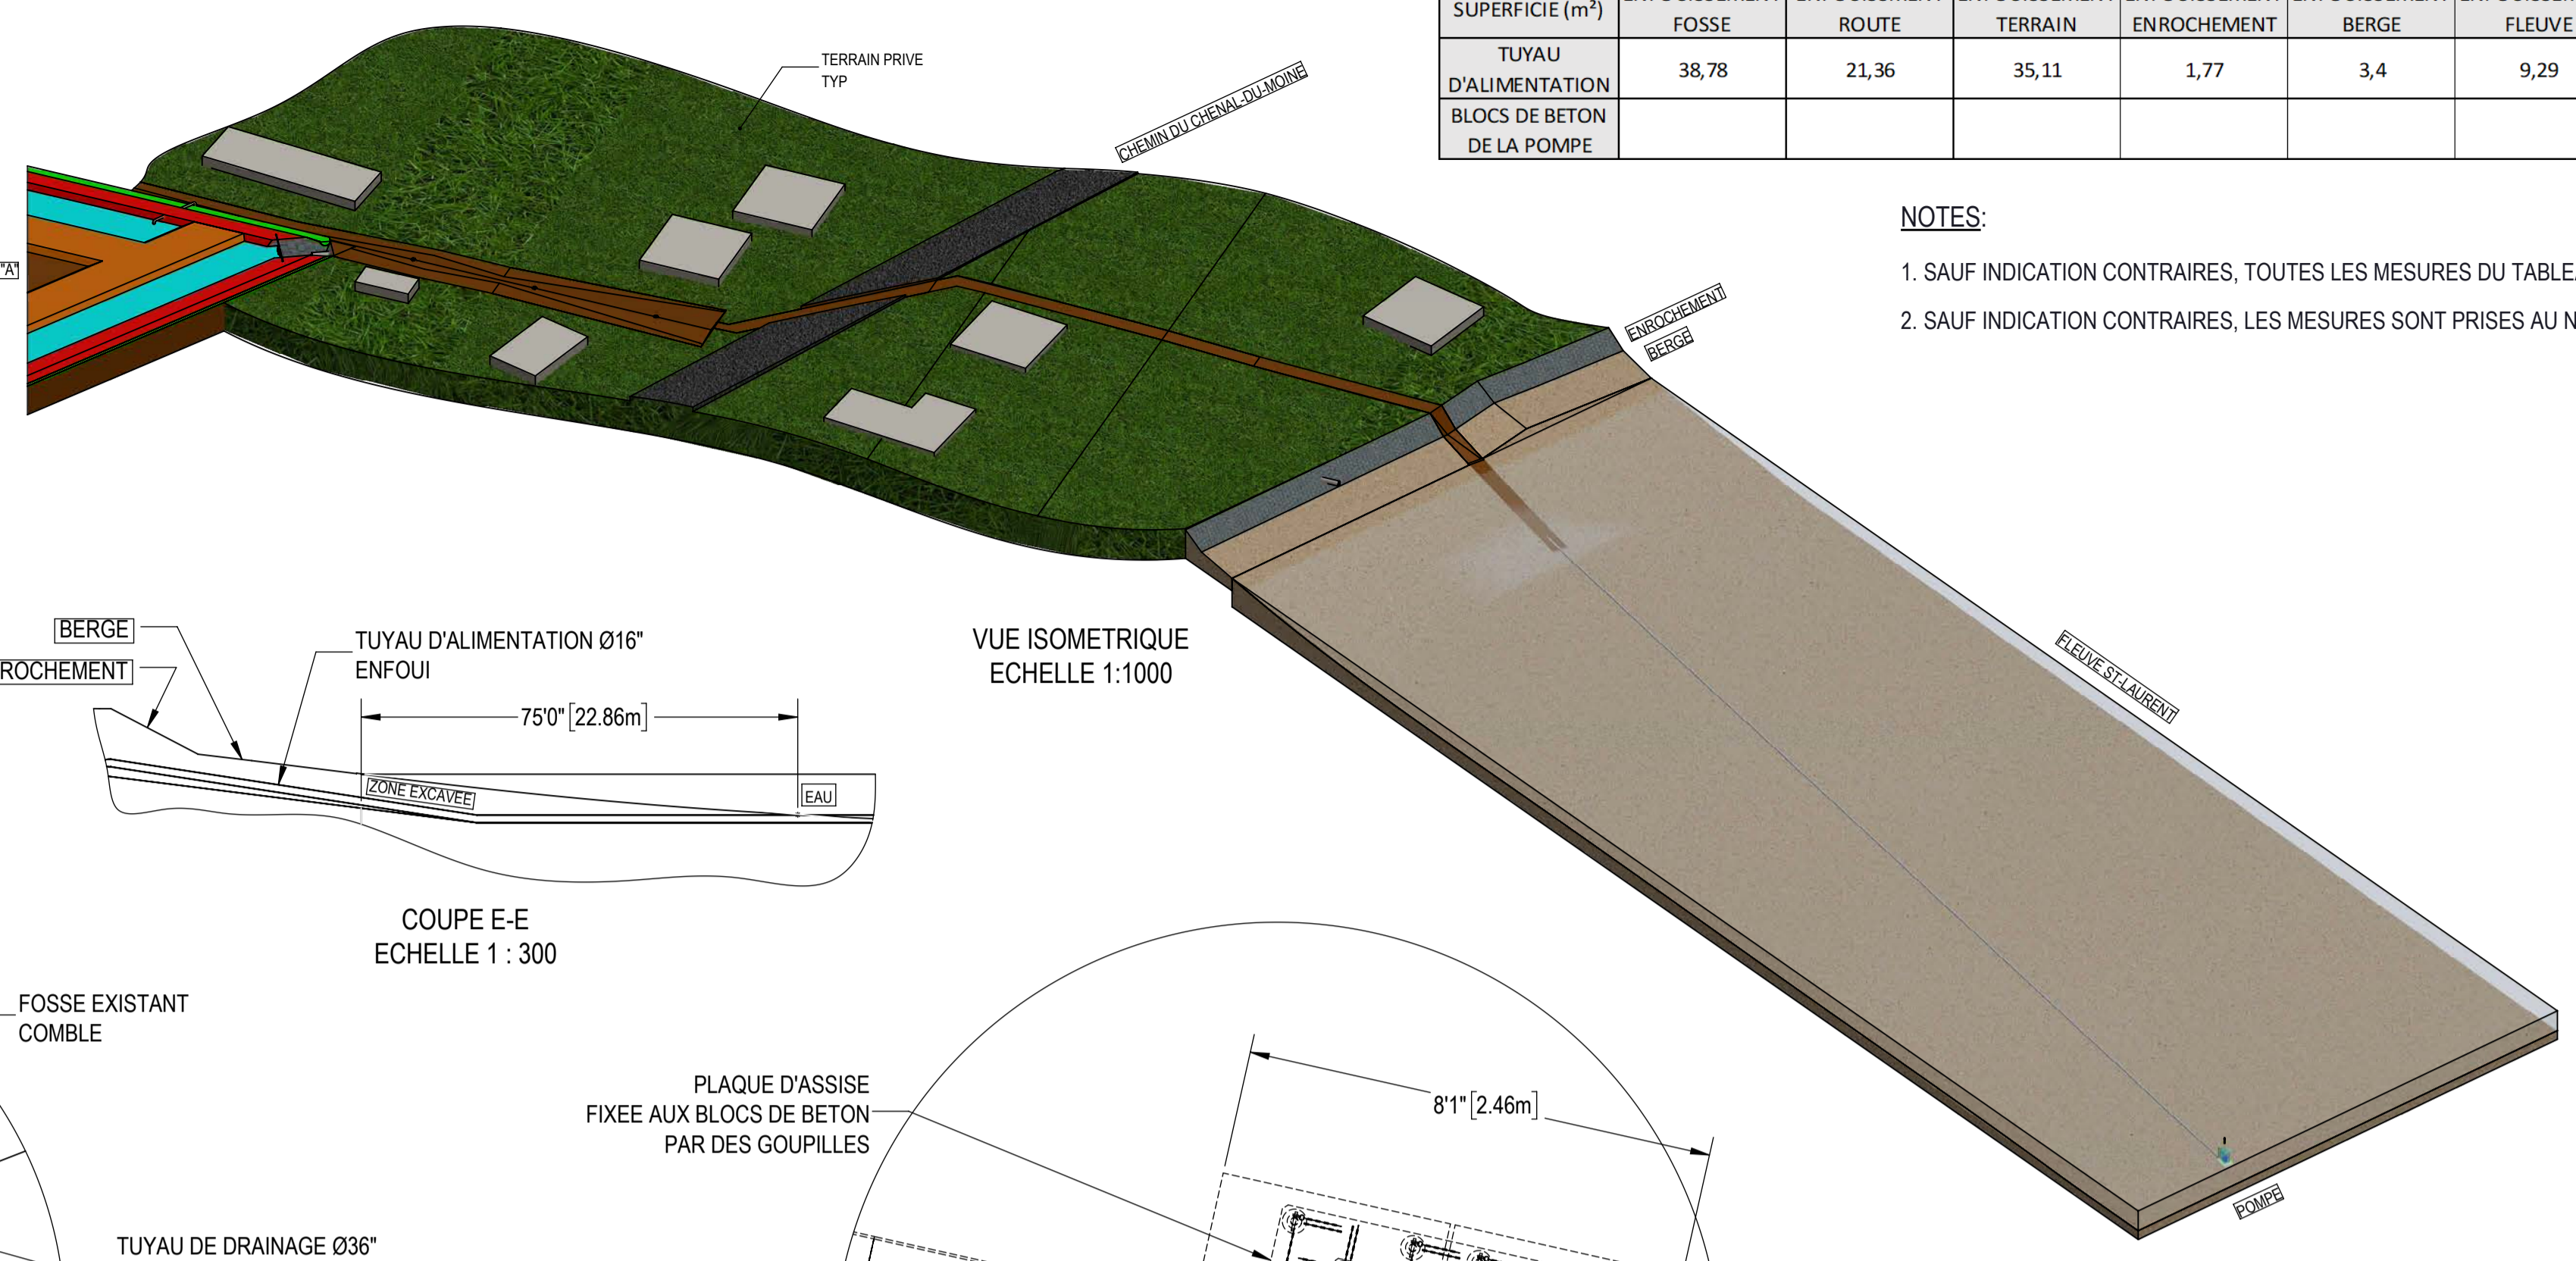 SUPERFICIE (m²)
FOSSE
ROUTE
TERRAIN
ENROCHEMENT
BERGE
FLEUVE
TUYAU
D'ALIMENTATION
38,78
21,36
35,11
1,77
3,4
9,29
BLOCS DE BETON
DE LA POMPE
TERRAIN PRIVE
TYP
CHEMIN DU CHENAL-DU-MOINE
"A"
NOTES:
1. SAUF INDICATION CONTRAIRES, TOUTES LES MESURES DU
2. SAUF INDICATION CONTRAIRES, LES MESURES SONT PRISES AU
ENROCHEMENT
BERGE
FLEUVE ST-LAURENT
POMPE
VUE ISOMETRIQUE
ECHELLE 1:1000
BERGE
ROCHEMENT
TUYAU D'ALIMENTATION Ø16"
ENFOUI
75'0" [22.86m]
ZONE EXCAVEE
EAU
COUPE E-E
ECHELLE 1 : 300
FOSSE EXISTANT
COMBLE
PLAQUE D'ASSISE
FIXEE AUX BLOCS DE BETON
PAR DES GOUPILLES
8'1" [2.46m]
TUYAU DE DRAINAGE Ø36"